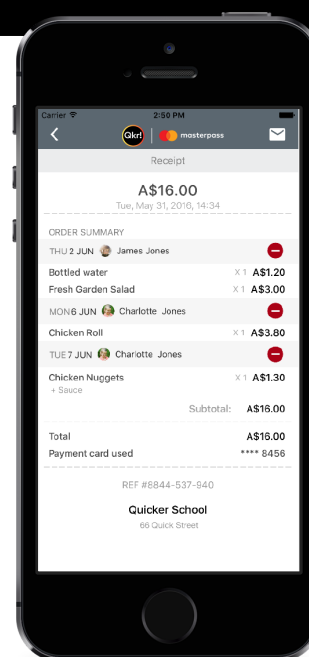 Carrier 2:50 PM
Qkr! masterpass
Receipt
A$16.00
Tue, May 31, 2016, 14:34
ORDER SUMMARY
THU 2 JUN James Jones
Bottled water X 1 A$1.20
Fresh Garden Salad X 1 A$3.00
MON 6 JUN Charlotte Jones
Chicken Roll X 1 A$3.80
TUE 7 JUN Charlotte Jones
Chicken Nuggets X 1 A$1.30
+ Sauce
Subtotal: A$16.00
Total A$16.00
Payment card used **** 8456
REF #8844-537-940
Quicker School
66 Quick Street